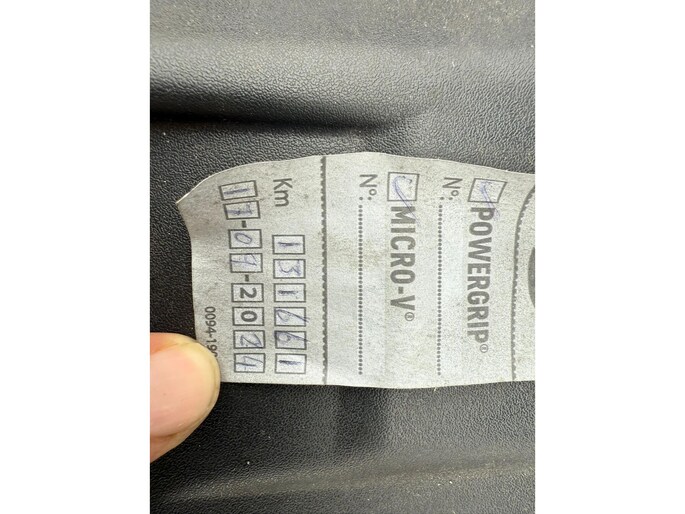 ☑ POWERGRIP®
N°:
☑ MICRO-V®
N°:
Km 131661
17-07-2024